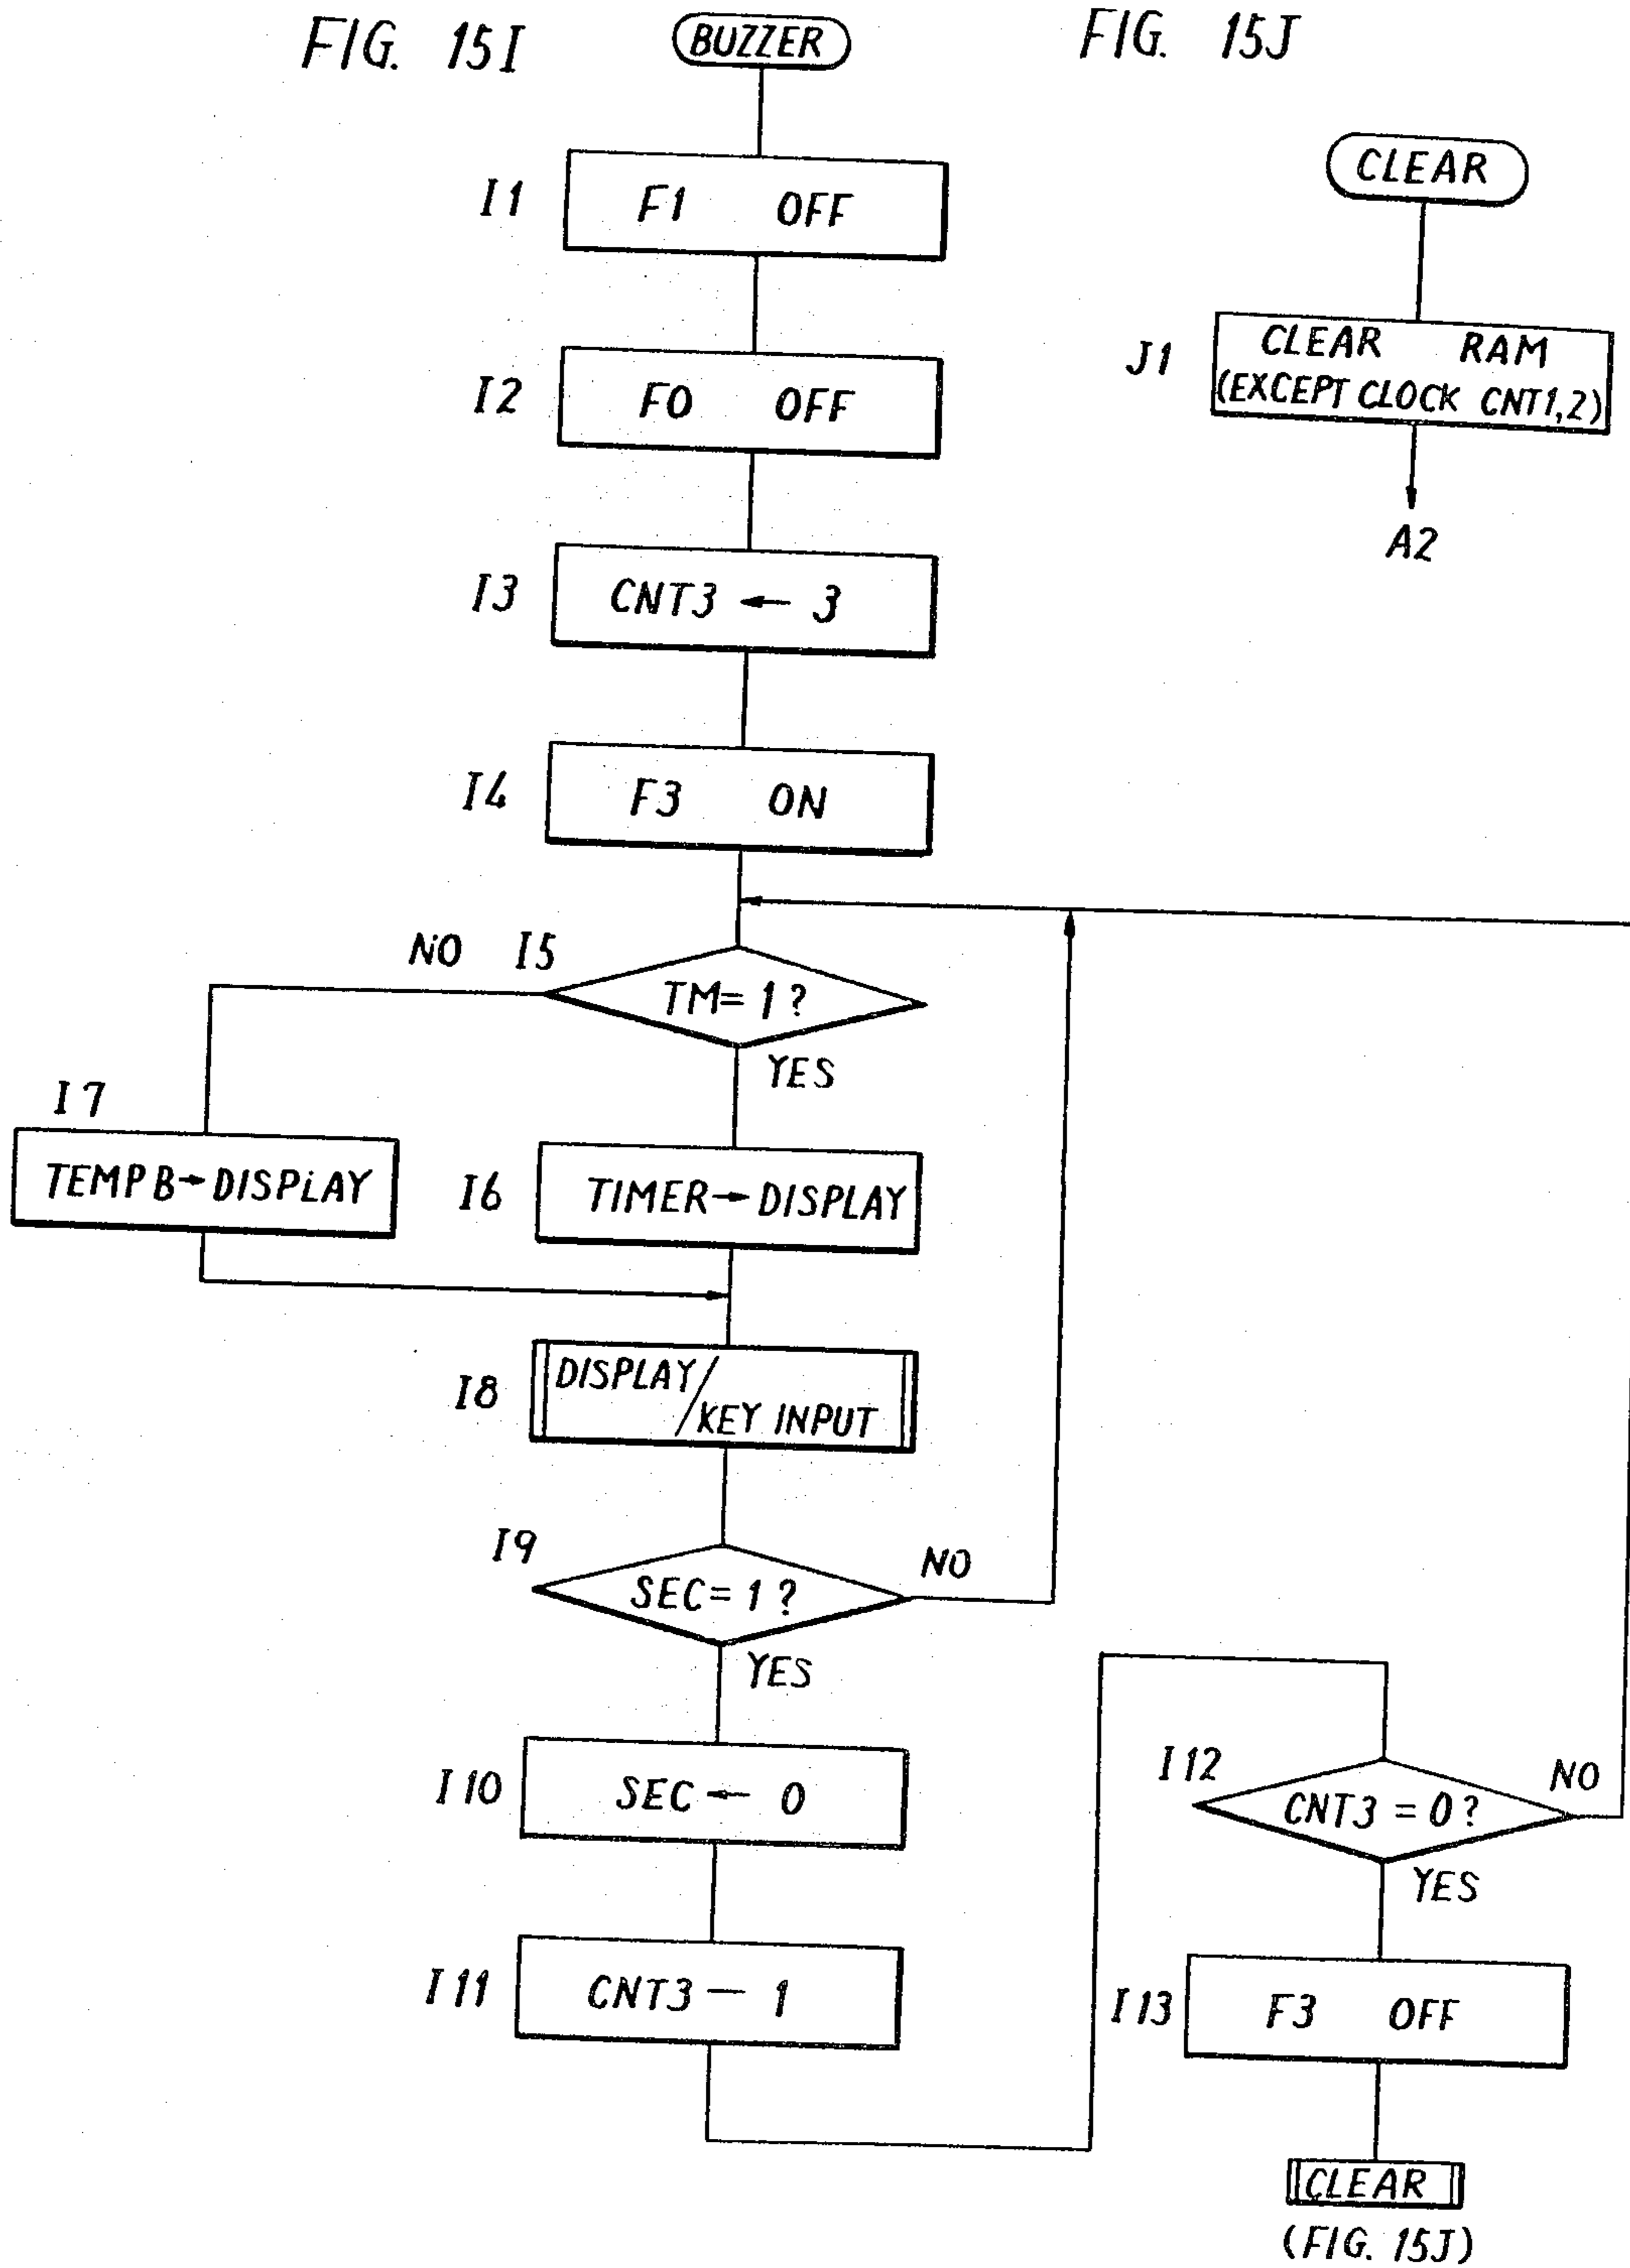 FIG. 15I
BUZZER
I1
F1 OFF
I2
F0 OFF
I3
CNT3 ← 3
I4
F3 ON
NO
I5
TM=1?
YES
I7
TEMP B→DISPLAY
I6
TIMER→DISPLAY
I8
DISPLAY/
KEY INPUT
I9
SEC=1?
NO
YES
I10
SEC ← 0
I11
CNT3 — 1
I12
CNT3 = 0?
NO
YES
I13
F3 OFF
CLEAR
(FIG. 15J)
FIG. 15J
CLEAR
J1
CLEAR RAM
(EXCEPT CLOCK CNT1,2)
A2